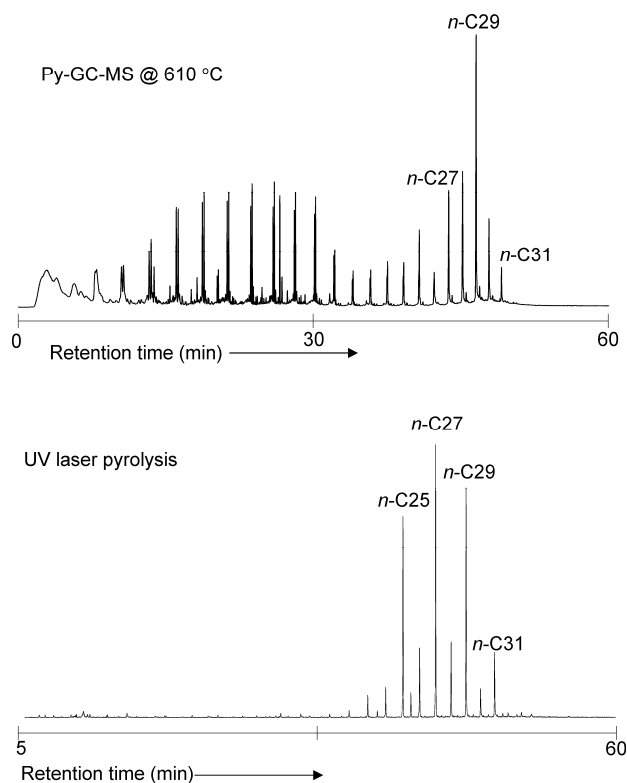 n-C29
Py-GC-MS @ 610 °C
n-C27
n-C31
0
30
60
Retention time (min)
n-C27
UV laser pyrolysis
n-C29
n-C25
n-C31
5
60
Retention time (min)